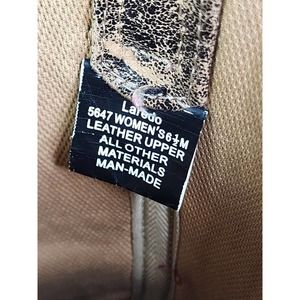 Laredo
5647 WOMEN'S 6½M
LEATHER UPPER
ALL OTHER
MATERIALS
MAN-MADE